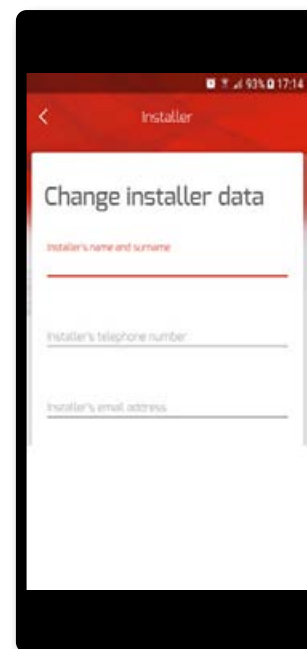 93% 17:14
Installer
Change installer data
Installer's name and surname
Installer's telephone number
Installer's email address